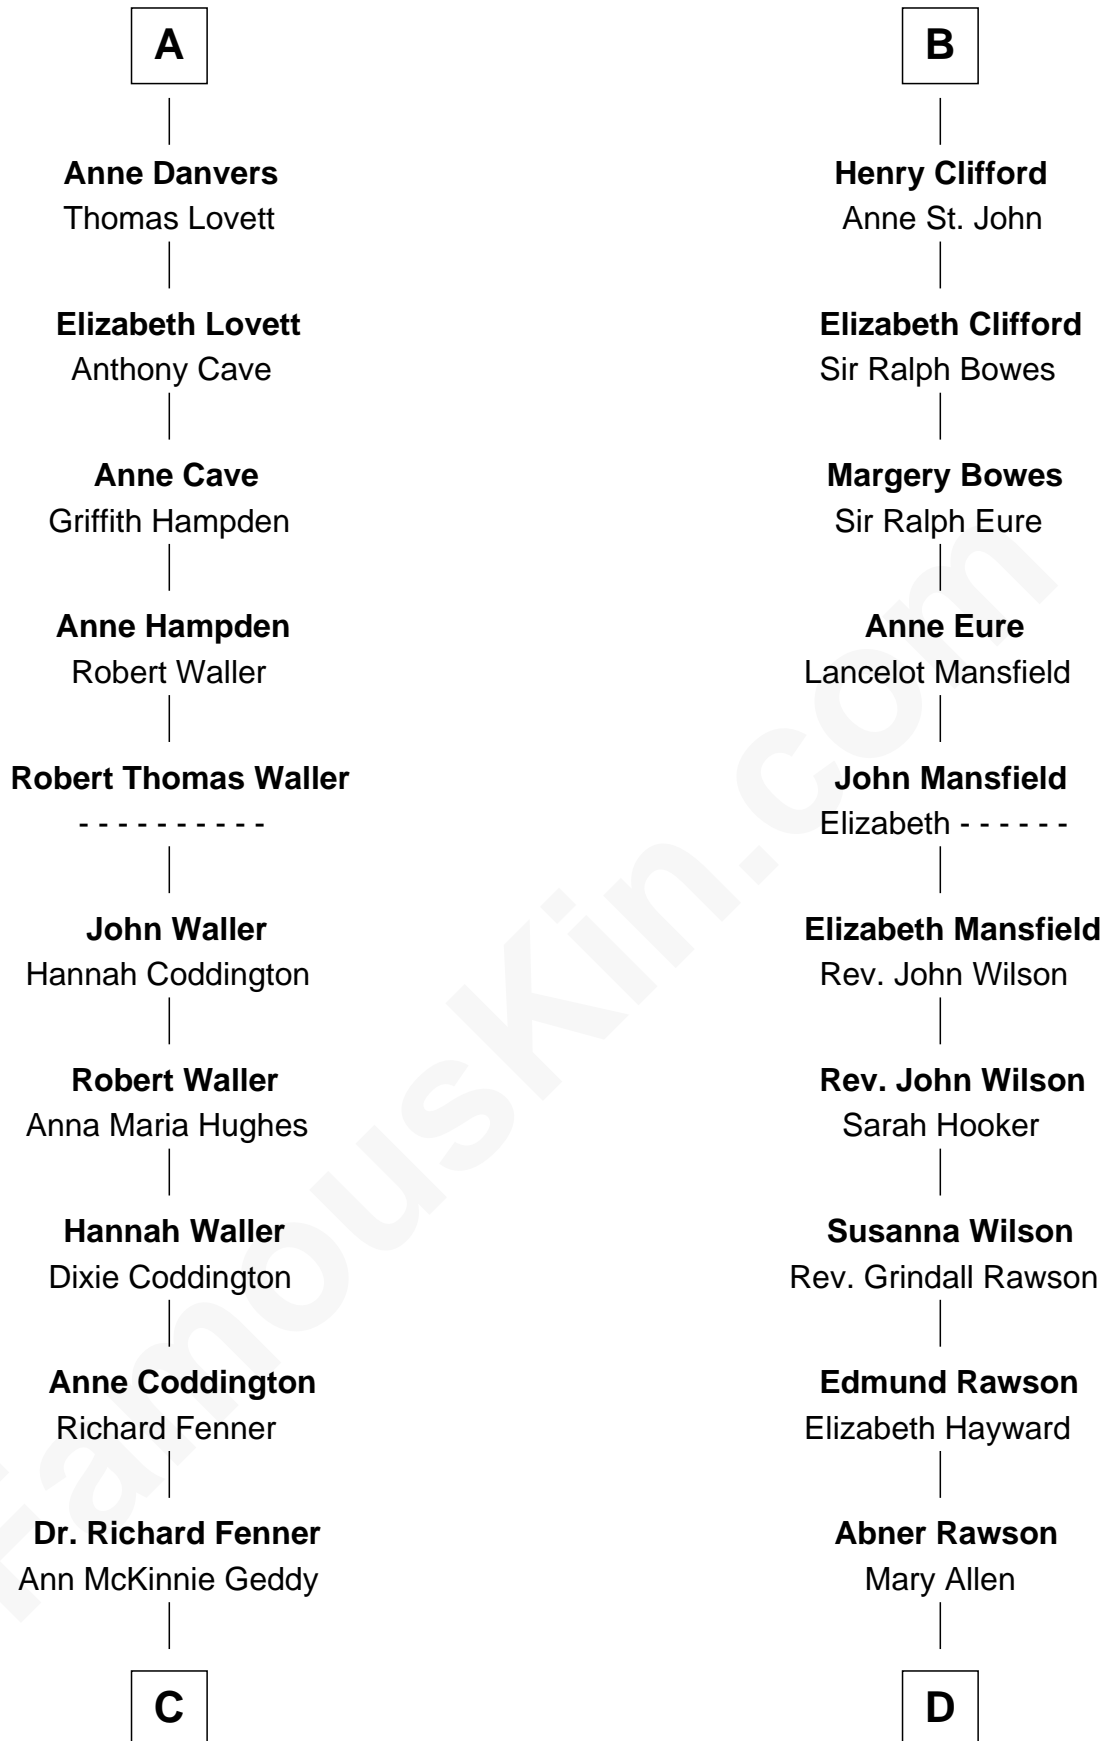 A
Anne Danvers
Thomas Lovett
Elizabeth Lovett
Anthony Cave
Anne Cave
Griffith Hampden
Anne Hampden
Robert Waller
Robert Thomas Waller
- - - - - - - - - -
John Waller
Hannah Coddington
Robert Waller
Anna Maria Hughes
Hannah Waller
Dixie Coddington
Anne Coddington
Richard Fenner
Dr. Richard Fenner
Ann McKinnie Geddy
C
B
Henry Clifford
Anne St. John
Elizabeth Clifford
Sir Ralph Bowes
Margery Bowes
Sir Ralph Eure
Anne Eure
Lancelot Mansfield
John Mansfield
Elizabeth - - - - - -
Elizabeth Mansfield
Rev. John Wilson
Rev. John Wilson
Sarah Hooker
Susanna Wilson
Rev. Grindall Rawson
Edmund Rawson
Elizabeth Hayward
Abner Rawson
Mary Allen
D
FamousKin.com